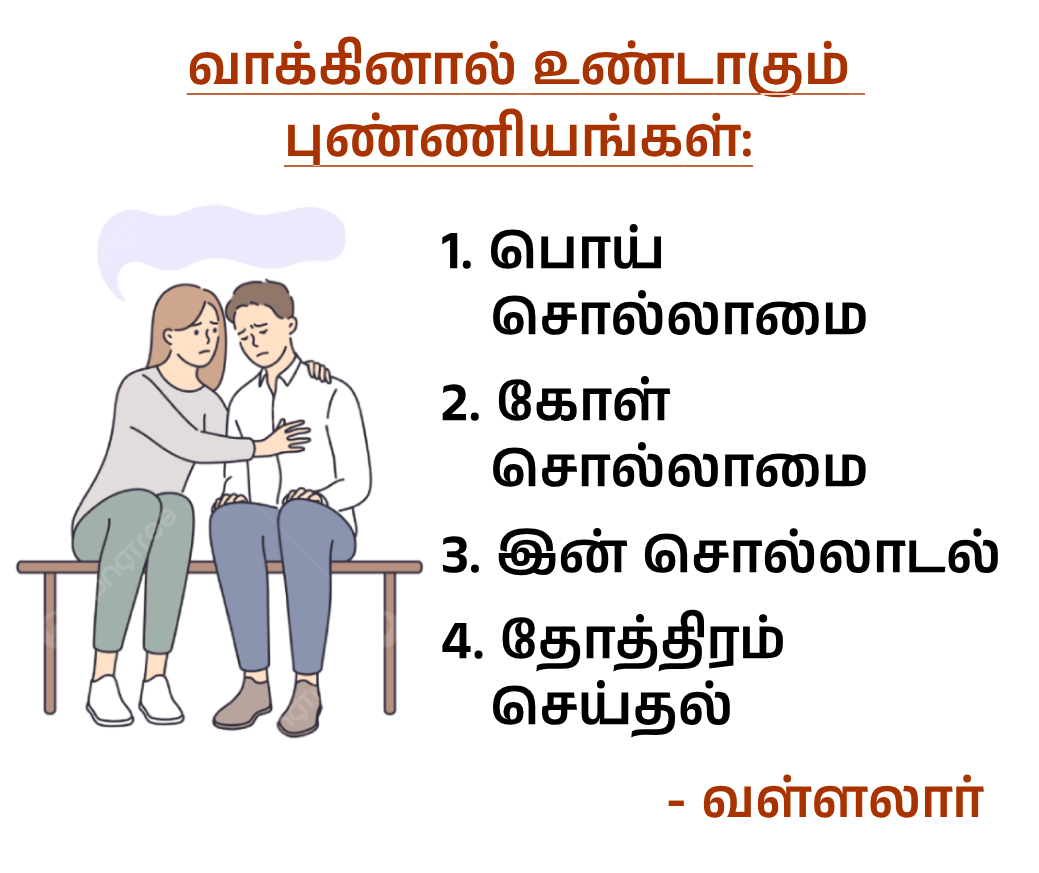 வாக்கினால் உண்டாகும்
புண்ணியங்கள்:
1. பொய்
சொல்லாமை
2. கோள்
சொல்லாமை
3. இன் சொல்லாடல்
4. தோத்திரம்
செய்தல்
- வள்ளலார்